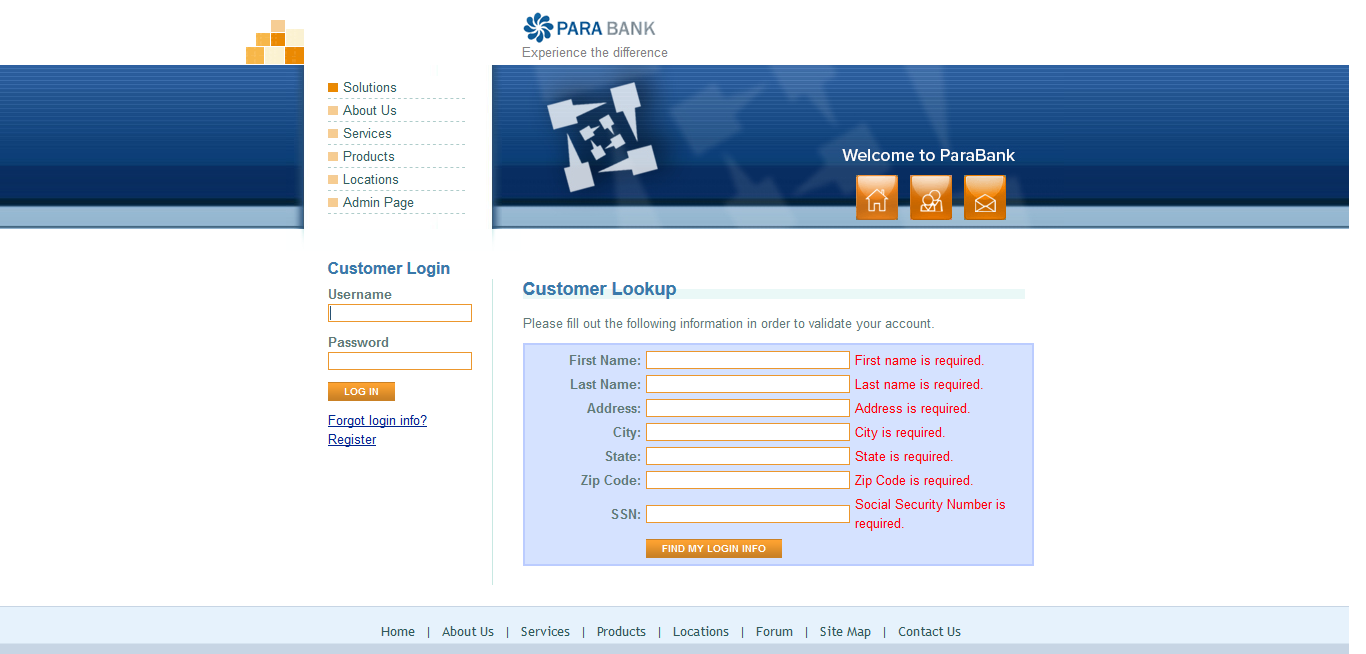 PARA BANK
Experience the difference
Solutions
About Us
Services
Products
Locations
Admin Page
Welcome to ParaBank
Customer Login
Username
Password
LOG IN
Forgot login info?
Register
Customer Lookup
Please fill out the following information in order to validate your account.
First Name: First name is required.
Last Name: Last name is required.
Address: Address is required.
City: City is required.
State: State is required.
Zip Code: Zip Code is required.
SSN: Social Security Number is
required.
FIND MY LOGIN INFO
Home | About Us | Services | Products | Locations | Forum | Site Map | Contact Us